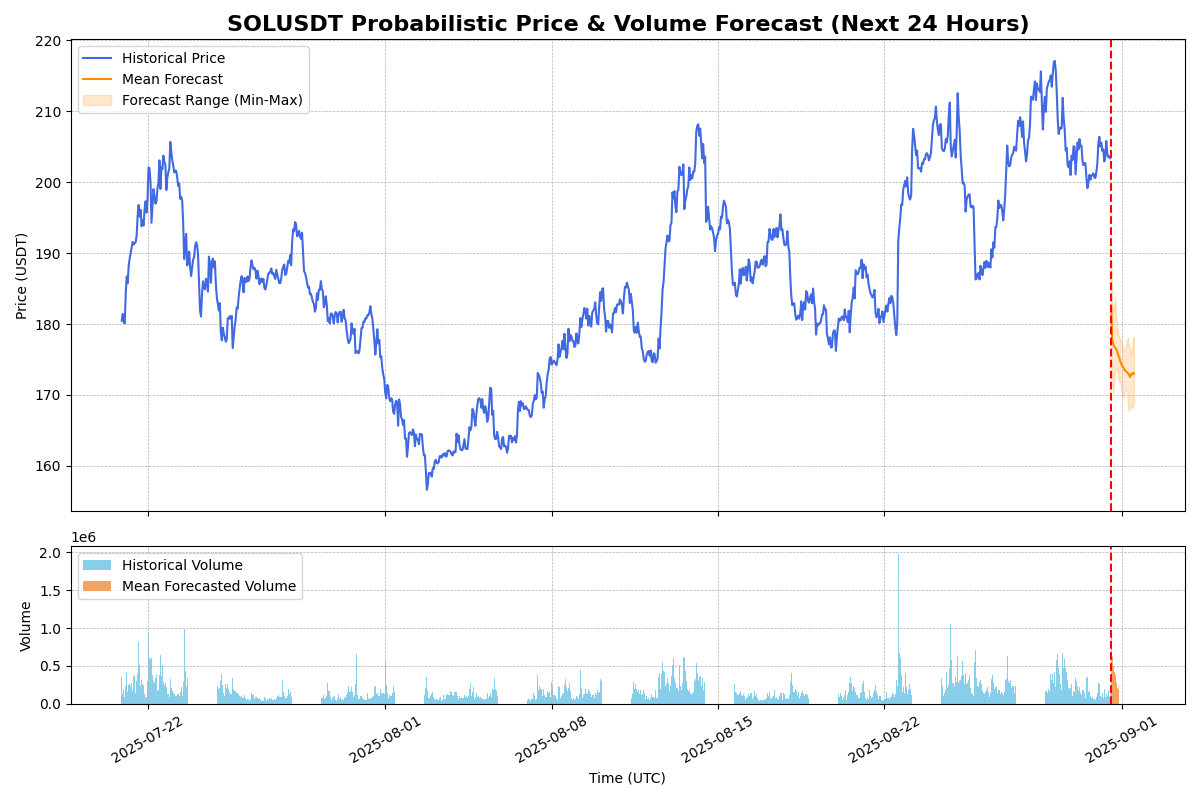 SOLUSDT Probabilistic Price & Volume Forecast (Next 24 Hours)
Historical Price
Mean Forecast
Forecast Range (Min-Max)
Price (USDT)
220
210
200
190
180
170
160
1e6
Historical Volume
Mean Forecasted Volume
Volume
2.0
1.5
1.0
0.5
0.0
2025-07-22
2025-08-01
2025-08-08
2025-08-15
2025-08-22
2025-09-01
Time (UTC)